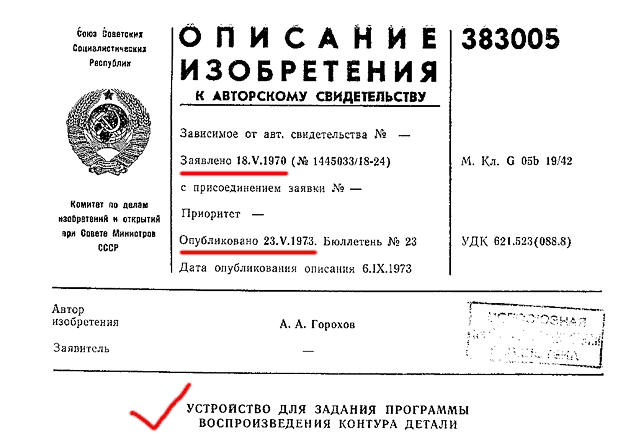 Союз Советских
Социалистических
Республик
Комитет по делам
изобретений и открытий
при Совете Министров
СССР
ОПИСАНИЕ
ИЗОБРЕТЕНИЯ
К АВТОРСКОМУ СВИДЕТЕЛЬСТВУ
383005
Зависимое от авт. свидетельства № —
Заявлено 18.V.1970 (№ 1445033/18-24)
с присоединением заявки № —
Приоритет —
Опубликовано 23.V.1973. Бюллетень № 23
Дата опубликования описания 6.IX.1973
М. Кл. G 05b 19/42
УДК 621.523(088.8)
Автор
изобретения
А. А. Горохов
Заявитель
—
УСТРОЙСТВО ДЛЯ ЗАДАНИЯ ПРОГРАММЫ
ВОСПРОИЗВЕДЕНИЯ КОНТУРА ДЕТАЛИ